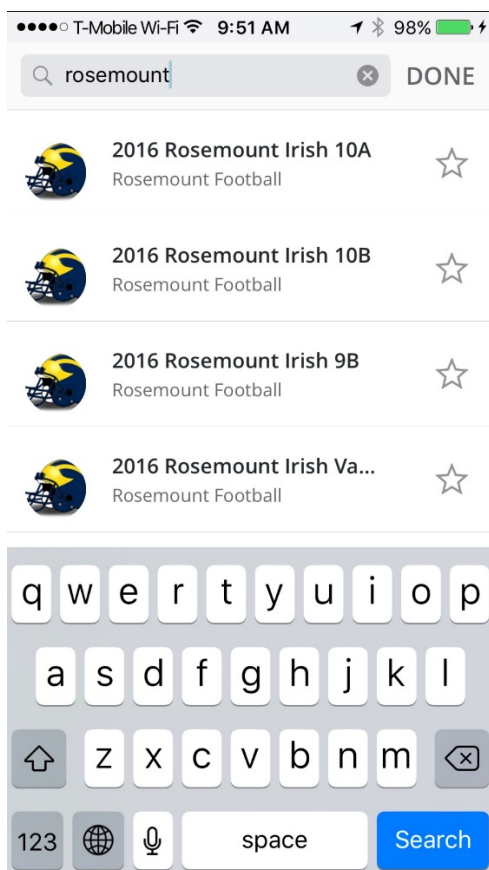 T-Mobile Wi-Fi 9:51 AM 98%
rosemount DONE
2016 Rosemount Irish 10A
Rosemount Football
2016 Rosemount Irish 10B
Rosemount Football
2016 Rosemount Irish 9B
Rosemount Football
2016 Rosemount Irish Va...
Rosemount Football
q w e r t y u i o p
a s d f g h j k l
z x c v b n m
123 space Search